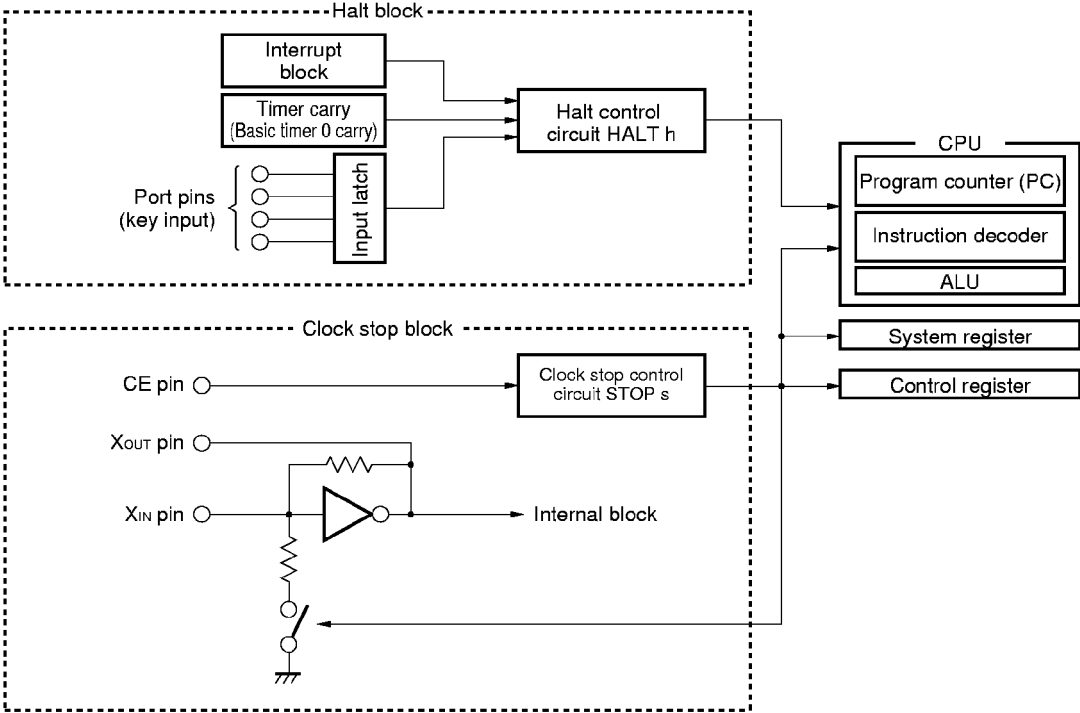 Halt block
Interrupt
block
Timer carry
(Basic timer 0 carry)
Port pins
(key input)
Input latch
Halt control
circuit HALT h
CPU
Program counter (PC)
Instruction decoder
ALU
System register
Control register
Clock stop block
CE pin
Clock stop control
circuit STOP s
XOUT pin
XIN pin
Internal block